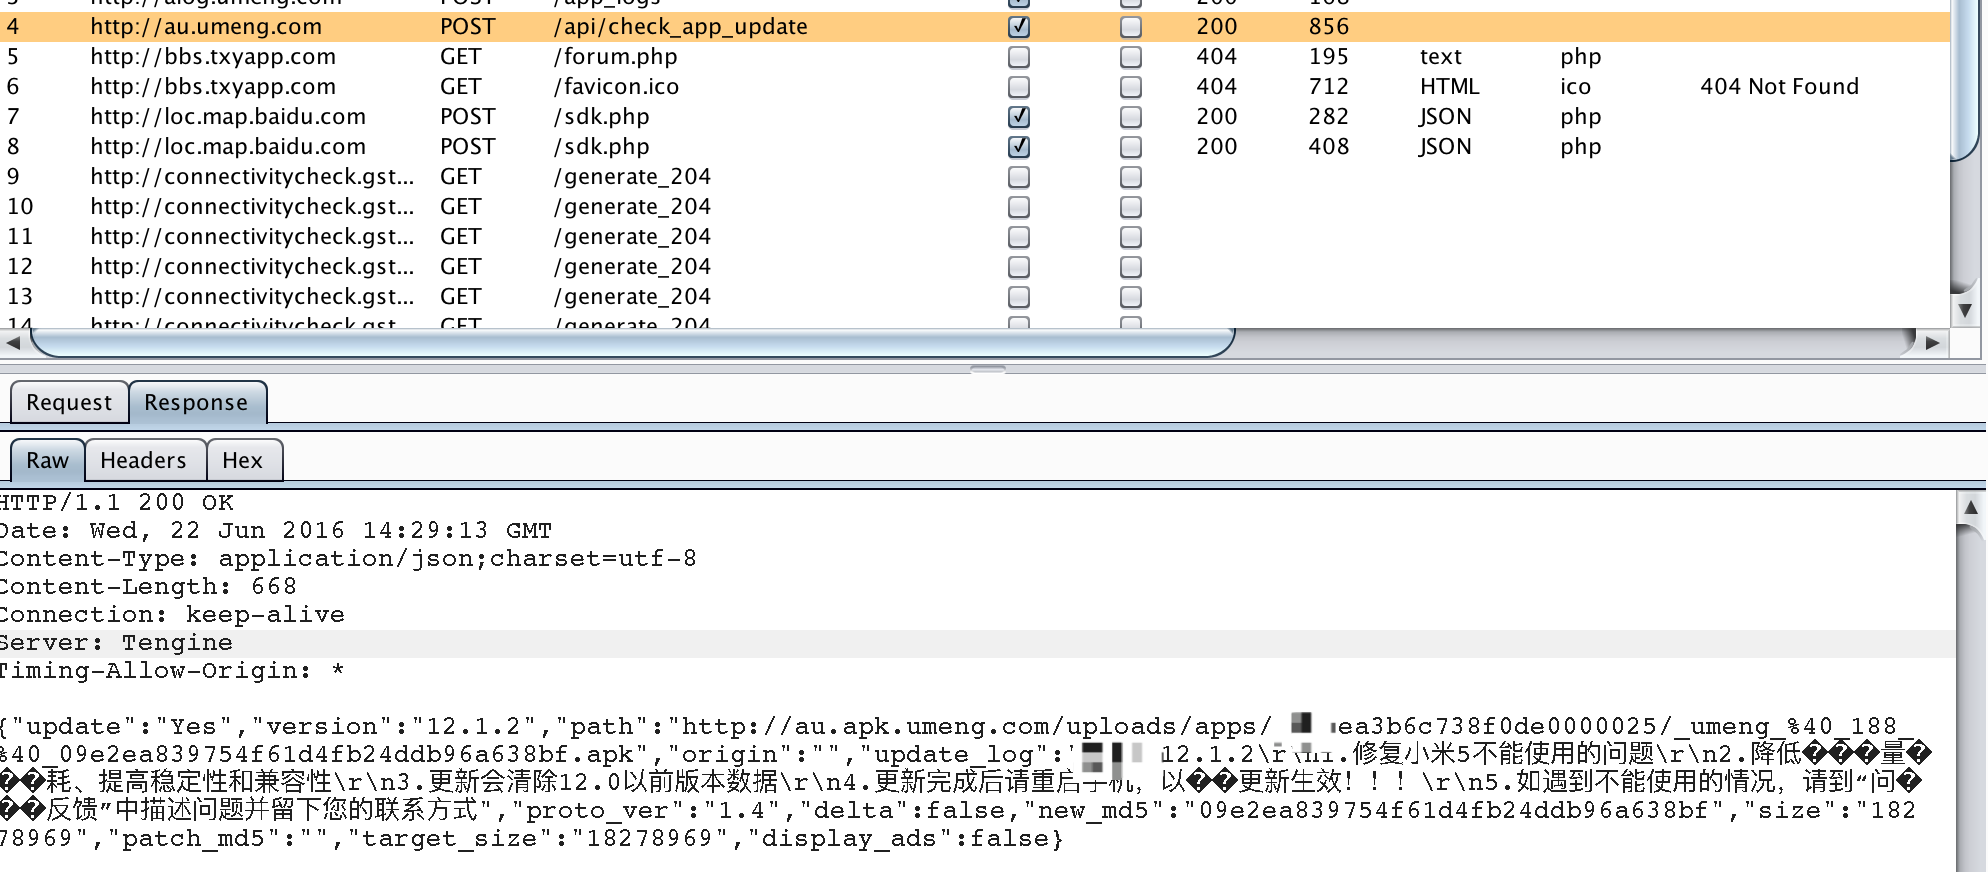 4 http://au.umeng.com POST /api/check_app_update 200 856
5 http://bbs.txyapp.com GET /forum.php 404 195 text php
6 http://bbs.txyapp.com GET /favicon.ico 404 712 HTML ico 404 Not Found
7 http://loc.map.baidu.com POST /sdk.php 200 282 JSON php
8 http://loc.map.baidu.com POST /sdk.php 200 408 JSON php
9 http://connectivitycheck.gst... GET /generate_204
10 http://connectivitycheck.gst... GET /generate_204
11 http://connectivitycheck.gst... GET /generate_204
12 http://connectivitycheck.gst... GET /generate_204
13 http://connectivitycheck.gst... GET /generate_204
14 http://connectivitycheck.gst... GET /generate_204
Request Response
Raw Headers Hex
HTTP/1.1 200 OK
Date: Wed, 22 Jun 2016 14:29:13 GMT
Content-Type: application/json;charset=utf-8
Content-Length: 668
Connection: keep-alive
Server: Tengine
Timing-Allow-Origin: *
{"update":"Yes","version":"12.1.2","path":"http://au.apk.umeng.com/uploads/apps/ ea3b6c738f0de0000025/_umeng_%40_188_
%40_09e2ea839754f61d4fb24ddb96a638bf.apk","origin":"","update_log":" 12.1.2\r\n1.修复小米5不能使用的问题\r\n2.降低���量�
��耗、提高稳定性和兼容性\r\n3.更新会清除12.0以前版本数据\r\n4.更新完成后请重启手机，以��更新生效！！！\r\n5.如遇到不能使用的情况，请到“问�
��反馈”中描述问题并留下您的联系方式","proto_ver":"1.4","delta":false,"new_md5":"09e2ea839754f61d4fb24ddb96a638bf","size":"182
78969","patch_md5":"","target_size":"18278969","display_ads":false}